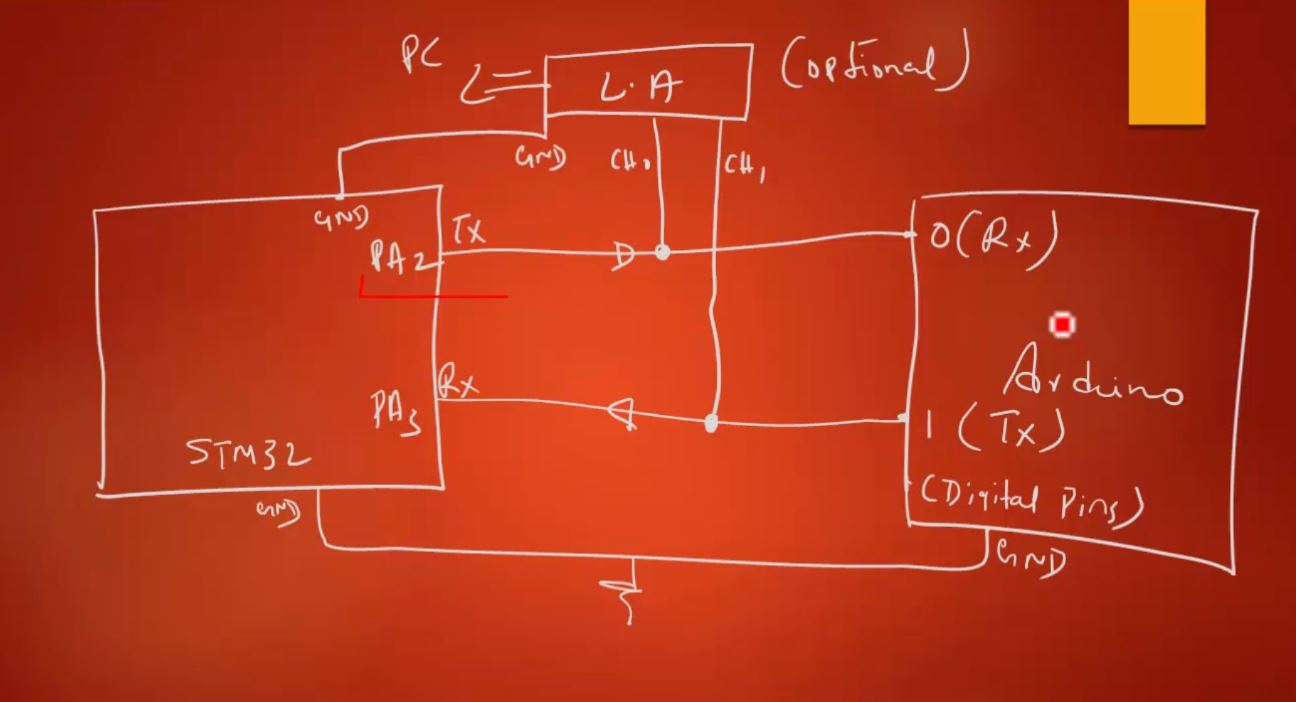 PC
L.A
(optional)
GND
CH0
CH1
GND
Tx
PA2
0(Rx)
Rx
PA3
Arduino
1(Tx)
STM32
(Digital Pins)
GND
GND